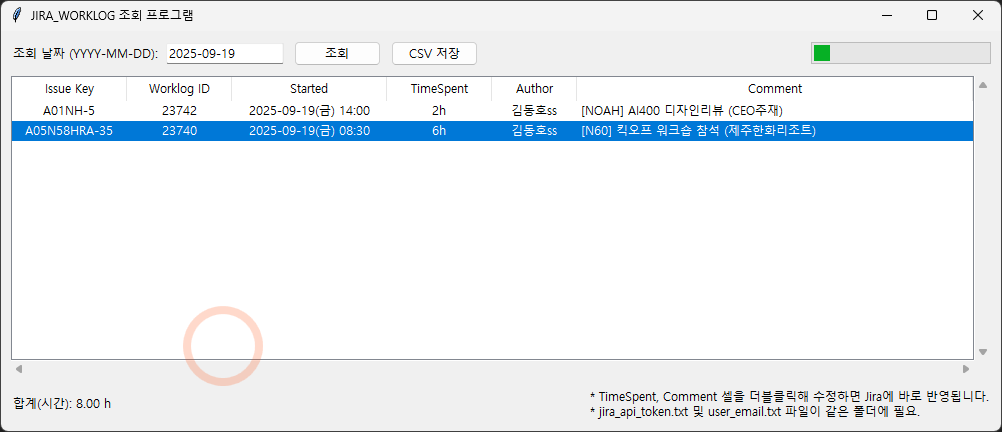 JIRA_WORKLOG 조회 프로그램
조회 날짜 (YYYY-MM-DD): 2025-09-19 조회 CSV 저장
Issue Key Worklog ID Started TimeSpent Author Comment
A01NH-5 23742 2025-09-19(금) 14:00 2h 김동호ss [NOAH] AI400 디자인리뷰 (CEO주재)
A05N58HRA-35 23740 2025-09-19(금) 08:30 6h 김동호ss [N60] 킥오프 워크숍 참석 (제주한화리조트)
합계(시간): 8.00 h
* TimeSpent, Comment 셀을 더블클릭해 수정하면 Jira에 바로 반영됩니다.
* jira_api_token.txt 및 user_email.txt 파일이 같은 폴더에 필요.